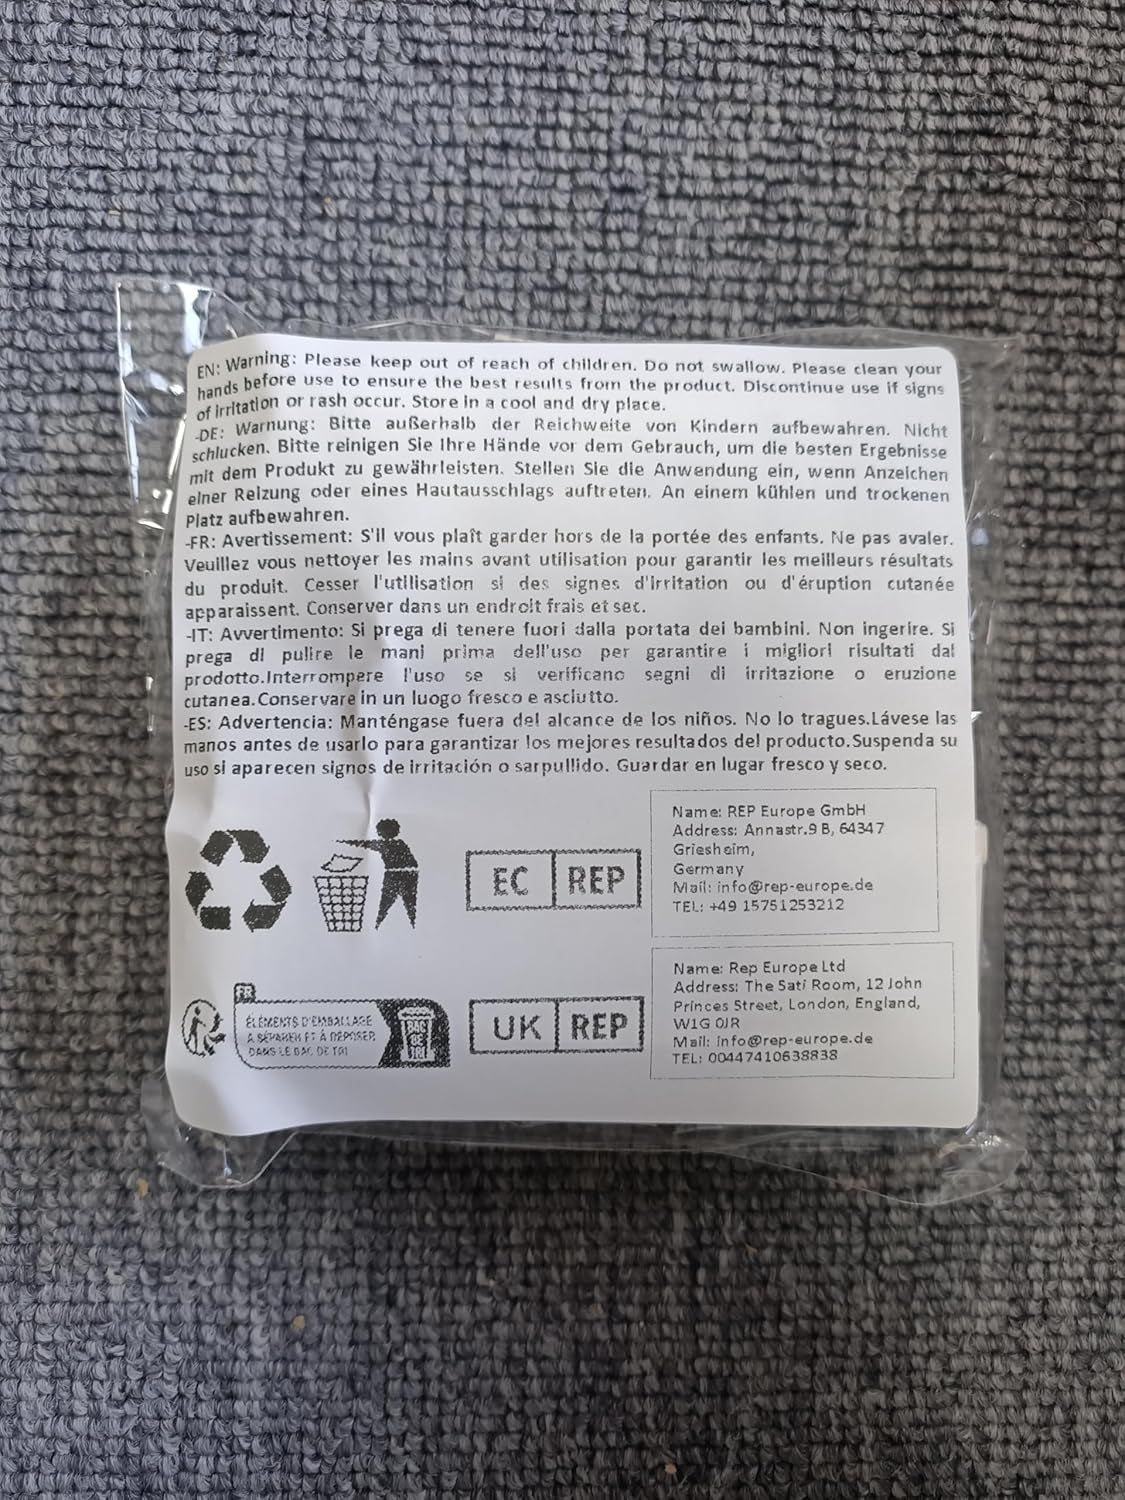 EN: Warning: Please keep out of reach of children. Do not swallow. Please clean your
hands before use to ensure the best results from the product. Discontinue use if signs
of irritation or rash occur. Store in a cool and dry place.
-DE: Warnung: Bitte außerhalb der Reichweite von Kindern aufbewahren. Nicht
schlucken. Bitte reinigen Sie Ihre Hände vor dem Gebrauch, um die besten Ergebnisse
mit dem Produkt zu gewährleisten. Stellen Sie die Anwendung ein, wenn Anzeichen
einer Reizung oder eines Hautausschlags auftreten. An einem kühlen und trockenen
Platz aufbewahren.
-FR: Avertissement: S'il vous plaît garder hors de la portée des enfants. Ne pas avaler.
Veuillez vous nettoyer les mains avant utilisation pour garantir les meilleurs résultats
du produit. Cesser l'utilisation si des signes d'irritation ou d'éruption cutanée
apparaissent. Conserver dans un endroit frais et sec.
-IT: Avvertimento: Si prega di tenere fuori dalla portata dei bambini. Non ingerire. Si
prega di pulire le mani prima dell'uso per garantire i migliori risultati dal
prodotto.Interrompere l'uso se si verificano segni di irritazione o eruzione
cutanea.Conservare in un luogo fresco e asciutto.
-ES: Advertencia: Manténgase fuera del alcance de los niños. No lo tragues.Lávese las
manos antes de usarlo para garantizar los mejores resultados del producto.Suspenda su
uso si aparecen signos de irritación o sarpullido. Guardar en lugar fresco y seco.
EC REP
Name: REP Europe GmbH
Address: Annastr.9 B, 64347
Griesheim,
Germany
Mail: info@rep-europe.de
TEL: +49 15751253212
FR
ÉLÉMENTS D'EMBALLAGE
À SÉPARER ET À DÉPOSER
DANS LE BAC DE TRI
BAC
DE
TRI
UK REP
Name: Rep Europe Ltd
Address: The Sati Room, 12 John
Princes Street, London, England,
W1G 0JR
Mail: info@rep-europe.de
TEL: 00447410638838